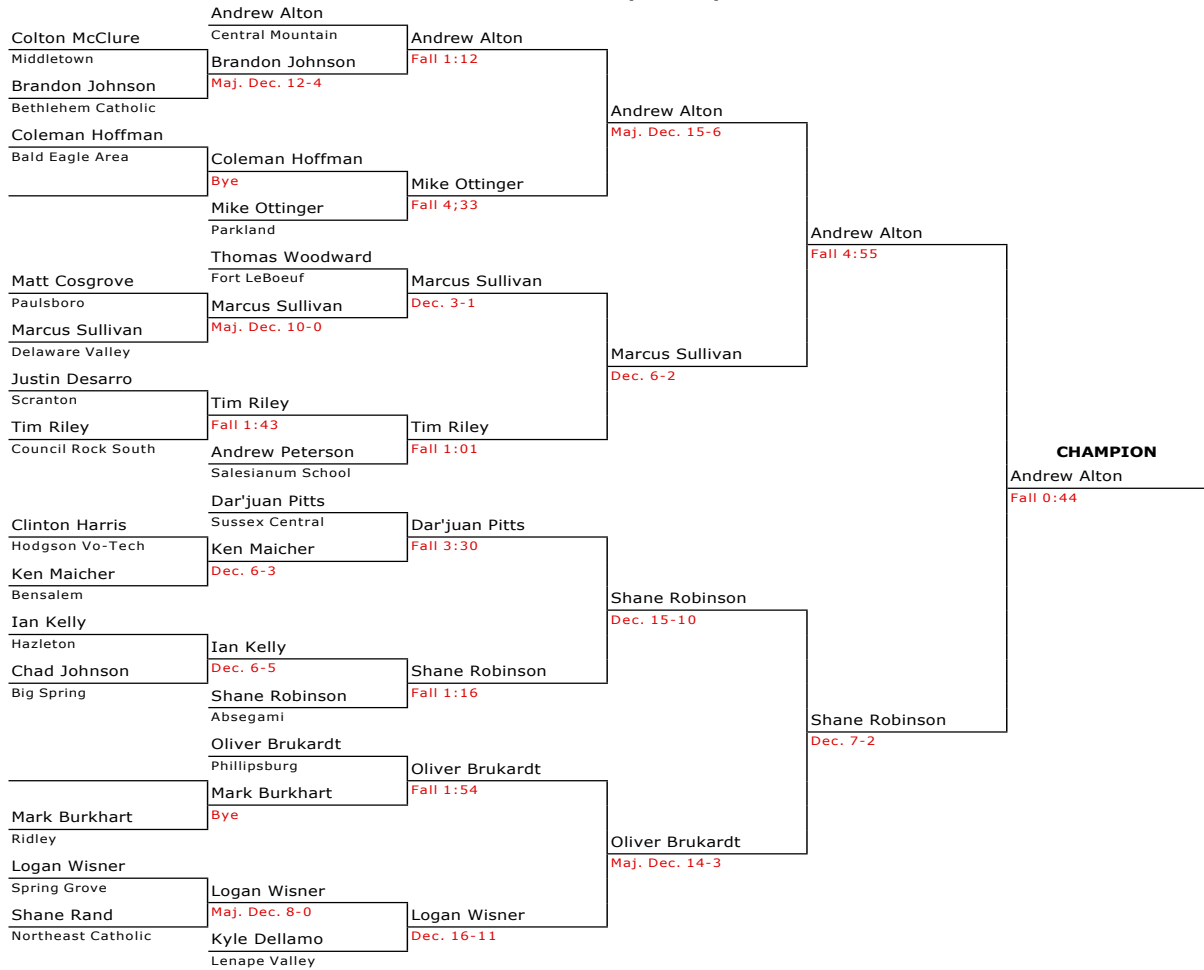 Andrew Alton
Colton McClure
Central Mountain
Andrew Alton
Middletown
Brandon Johnson
Fall 1:12
Brandon Johnson
Maj. Dec. 12-4
Bethlehem Catholic
Andrew Alton
Coleman Hoffman
Maj. Dec. 15-6
Bald Eagle Area
Coleman Hoffman
Bye
Mike Ottinger
Mike Ottinger
Fall 4;33
Parkland
Andrew Alton
Thomas Woodward
Fall 4:55
Matt Cosgrove
Fort LeBoeuf
Marcus Sullivan
Paulsboro
Marcus Sullivan
Dec. 3-1
Marcus Sullivan
Maj. Dec. 10-0
Delaware Valley
Marcus Sullivan
Justin Desarro
Dec. 6-2
Scranton
Tim Riley
Tim Riley
Fall 1:43
Tim Riley
Council Rock South
Andrew Peterson
Fall 1:01
CHAMPION
Salesianum School
Andrew Alton
Dar'juan Pitts
Fall 0:44
Clinton Harris
Sussex Central
Dar'juan Pitts
Hodgson Vo-Tech
Ken Maicher
Fall 3:30
Ken Maicher
Dec. 6-3
Bensalem
Shane Robinson
Ian Kelly
Dec. 15-10
Hazleton
Ian Kelly
Chad Johnson
Dec. 6-5
Shane Robinson
Big Spring
Shane Robinson
Fall 1:16
Absegami
Shane Robinson
Oliver Brukardt
Dec. 7-2
Phillipsburg
Oliver Brukardt
Mark Burkhart
Fall 1:54
Mark Burkhart
Bye
Ridley
Oliver Brukardt
Logan Wisner
Maj. Dec. 14-3
Spring Grove
Logan Wisner
Shane Rand
Maj. Dec. 8-0
Logan Wisner
Northeast Catholic
Kyle Dellamo
Dec. 16-11
Lenape Valley